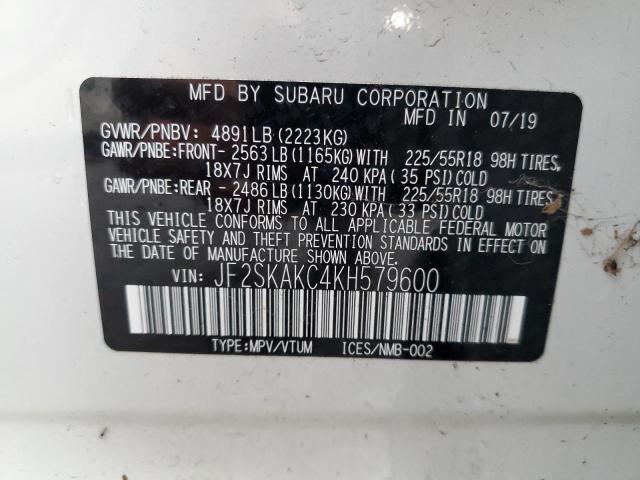 MFD BY SUBARU CORPORATION
MFD IN 07/19
GVWR/PNBV: 4891LB(2223KG)
GAWR/PNBE:FRONT- 2563LB(1165KG)WITH 225/55R18 98H TIRES,
18X7J RIMS AT 240 KPA(35 PSI)COLD
GAWR/PNBE:REAR - 2486LB(1130KG)WITH 225/55R18 98H TIRES
18X7J RIMS AT 230 KPA(33 PSI)COLD
THIS VEHICLE CONFORMS TO ALL APPLICABLE FEDERAL MOTOR
VEHICLE SAFETY AND THEFT PREVENTION STANDARDS IN EFFECT ON
THE DATE OF MANUFACTURE SHOWN ABOVE.
VIN: JF2SKAKC4KH579600
TYPE:MPV/VTUM ICES/NMB-002